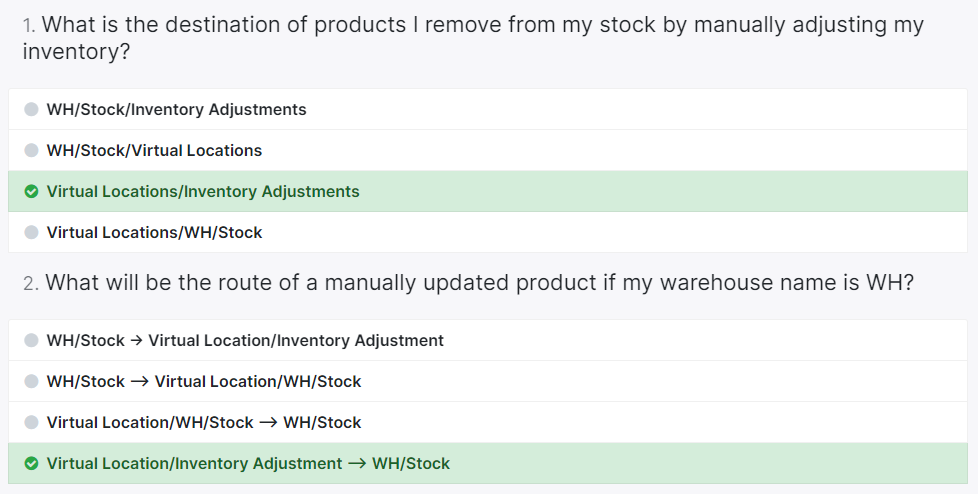 1. What is the destination of products I remove from my stock by manually adjusting my
inventory?
WH/Stock/Inventory Adjustments
WH/Stock/Virtual Locations
Virtual Locations/Inventory Adjustments
Virtual Locations/WH/Stock
2. What will be the route of a manually updated product if my warehouse name is WH?
WH/Stock → Virtual Location/Inventory Adjustment
WH/Stock ⟶ Virtual Location/WH/Stock
Virtual Location/WH/Stock ⟶ WH/Stock
Virtual Location/Inventory Adjustment ⟶ WH/Stock